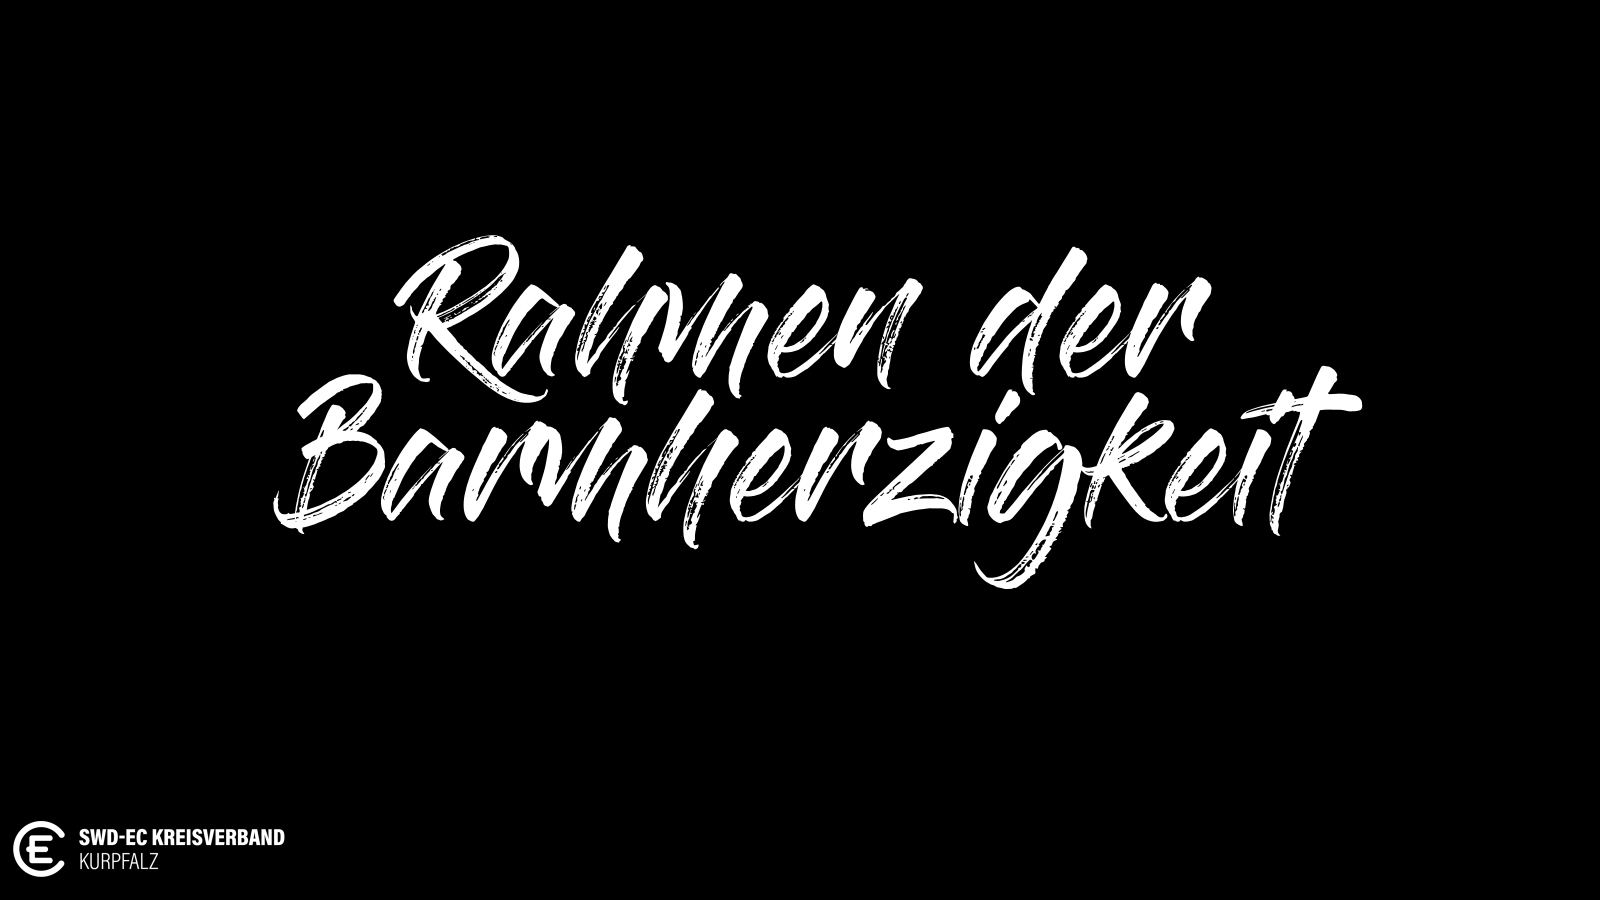 Rahmen der
Barmherzigkeit
SWD-EC KREISVERBAND
KURPFALZ